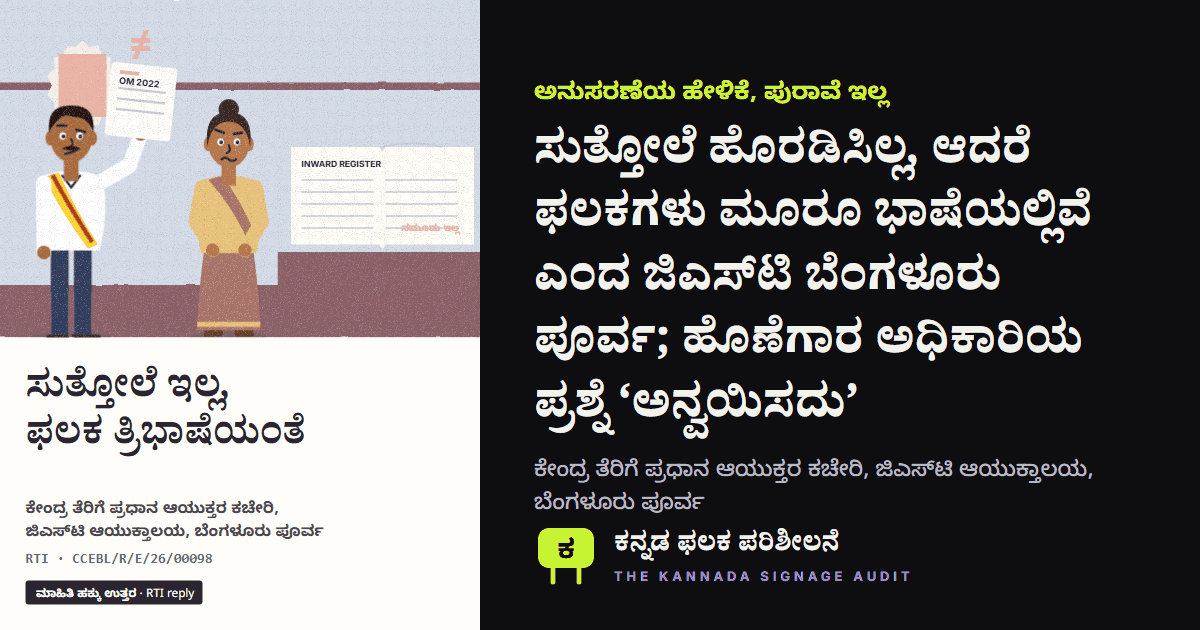 ≠
OM 2022
INWARD REGISTER
ನಮೂದು ಇಲ್ಲ
ಸುತ್ತೋಲೆ ಇಲ್ಲ,
ಫಲಕ ತ್ರಿಭಾಷೆಯಂತೆ
ಕೇಂದ್ರ ತೆರಿಗೆ ಪ್ರಧಾನ ಆಯುಕ್ತರ ಕಚೇರಿ,
ಜಿಎಸ್‌ಟಿ ಆಯುಕ್ತಾಲಯ, ಬೆಂಗಳೂರು ಪೂರ್ವ
RTI · CCEBL/R/E/26/00098
ಮಾಹಿತಿ ಹಕ್ಕು ಉತ್ತರ · RTI reply
ಅನುಸರಣೆಯ ಹೇಳಿಕೆ, ಪುರಾವೆ ಇಲ್ಲ
ಸುತ್ತೋಲೆ ಹೊರಡಿಸಿಲ್ಲ, ಆದರೆ
ಫಲಕಗಳು ಮೂರೂ ಭಾಷೆಯಲ್ಲಿವೆ
ಎಂದ ಜಿಎಸ್‌ಟಿ ಬೆಂಗಳೂರು
ಪೂರ್ವ; ಹೊಣೆಗಾರ ಅಧಿಕಾರಿಯ
ಪ್ರಶ್ನೆ ‘ಅನ್ವಯಿಸದು’
ಕೇಂದ್ರ ತೆರಿಗೆ ಪ್ರಧಾನ ಆಯುಕ್ತರ ಕಚೇರಿ, ಜಿಎಸ್‌ಟಿ ಆಯುಕ್ತಾಲಯ,
ಬೆಂಗಳೂರು ಪೂರ್ವ
ಕ
ಕನ್ನಡ ಫಲಕ ಪರಿಶೀಲನೆ
THE KANNADA SIGNAGE AUDIT